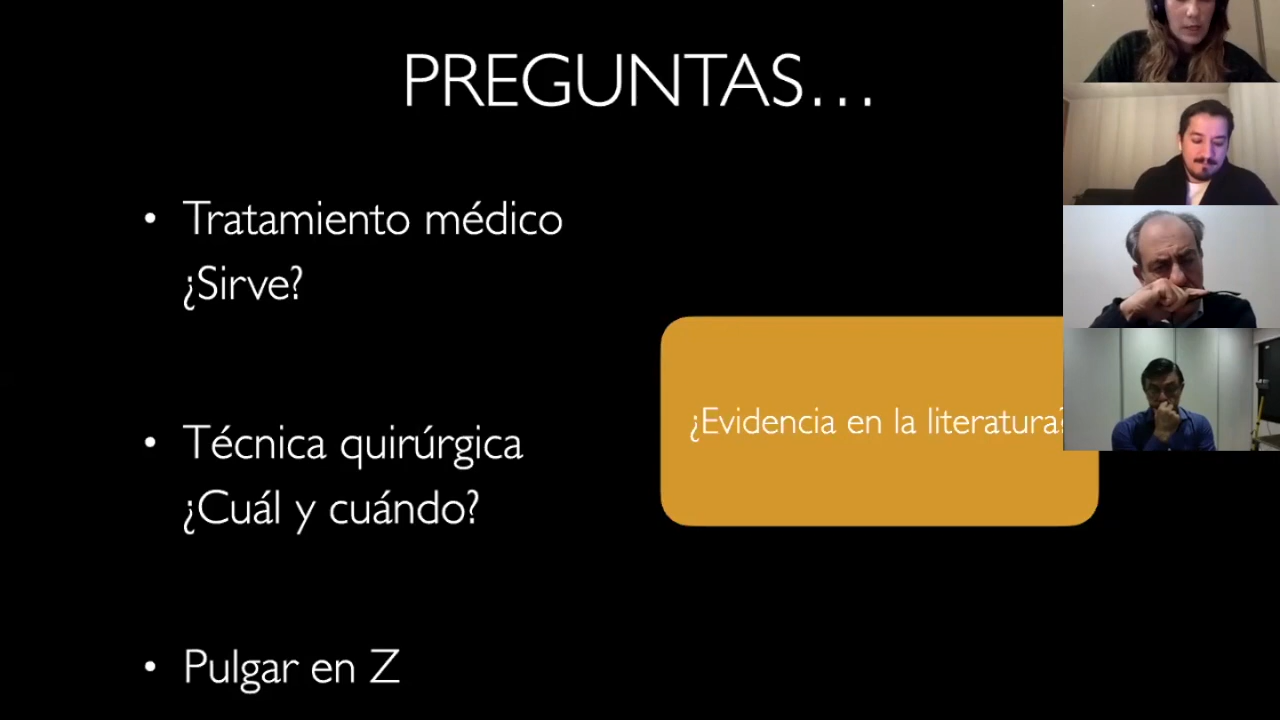 PREGUNTAS...
• Tratamiento médico
¿Sirve?
• Técnica quirúrgica
¿Cuál y cuándo?
• Pulgar en Z
¿Evidencia en la literatura?